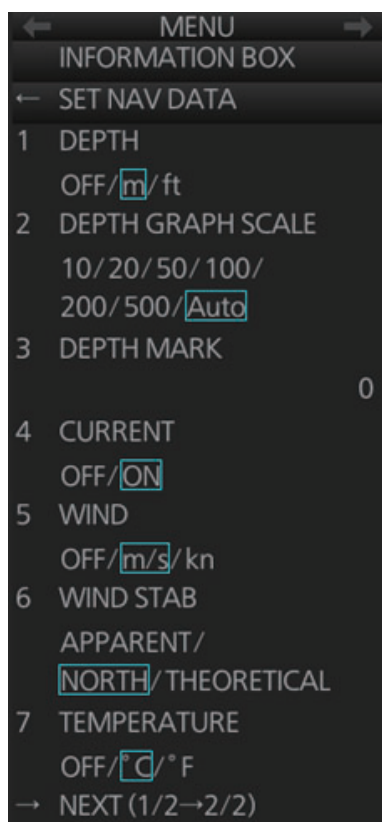 ← MENU →
INFORMATION BOX
← SET NAV DATA
1 DEPTH
OFF/m/ft
2 DEPTH GRAPH SCALE
10/20/50/100/
200/500/Auto
3 DEPTH MARK
0
4 CURRENT
OFF/ON
5 WIND
OFF/m/s/kn
6 WIND STAB
APPARENT/
NORTH/THEORETICAL
7 TEMPERATURE
OFF/°C/°F
→ NEXT (1/2→2/2)